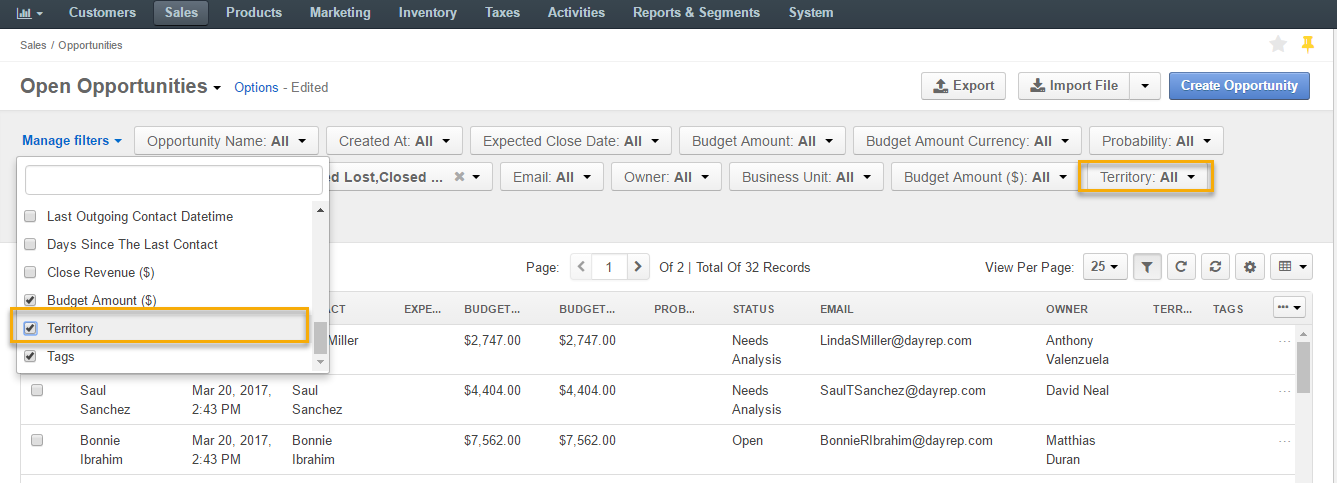 Customers Sales Products Marketing Inventory Taxes Activities Reports & Segments System
Sales / Opportunities
Open Opportunities Options - Edited Export Import File Create Opportunity
Manage filters Opportunity Name: All Created At: All Expected Close Date: All Budget Amount: All Budget Amount Currency: All Probability: All
ed Lost,Closed ... Email: All Owner: All Business Unit: All Budget Amount ($): All Territory: All
Last Outgoing Contact Datetime
Days Since The Last Contact
Close Revenue ($)
Budget Amount ($)
Territory
Tags
Page: 1 Of 2 | Total Of 32 Records View Per Page: 25
ACT EXPE... BUDGET... BUDGET... PROB... STATUS EMAIL OWNER TERR... TAGS
Miller $2,747.00 $2,747.00 Needs LindaSMiller@dayrep.com Anthony
Analysis Valenzuela
Saul Mar 20, 2017, Saul $4,404.00 $4,404.00 Needs SaulTSanchez@dayrep.com David Neal
Sanchez 2:43 PM Sanchez Analysis
Bonnie Mar 20, 2017, Bonnie $7,562.00 $7,562.00 Open BonnieRIbrahim@dayrep.com Matthias
Ibrahim 2:43 PM Ibrahim Duran